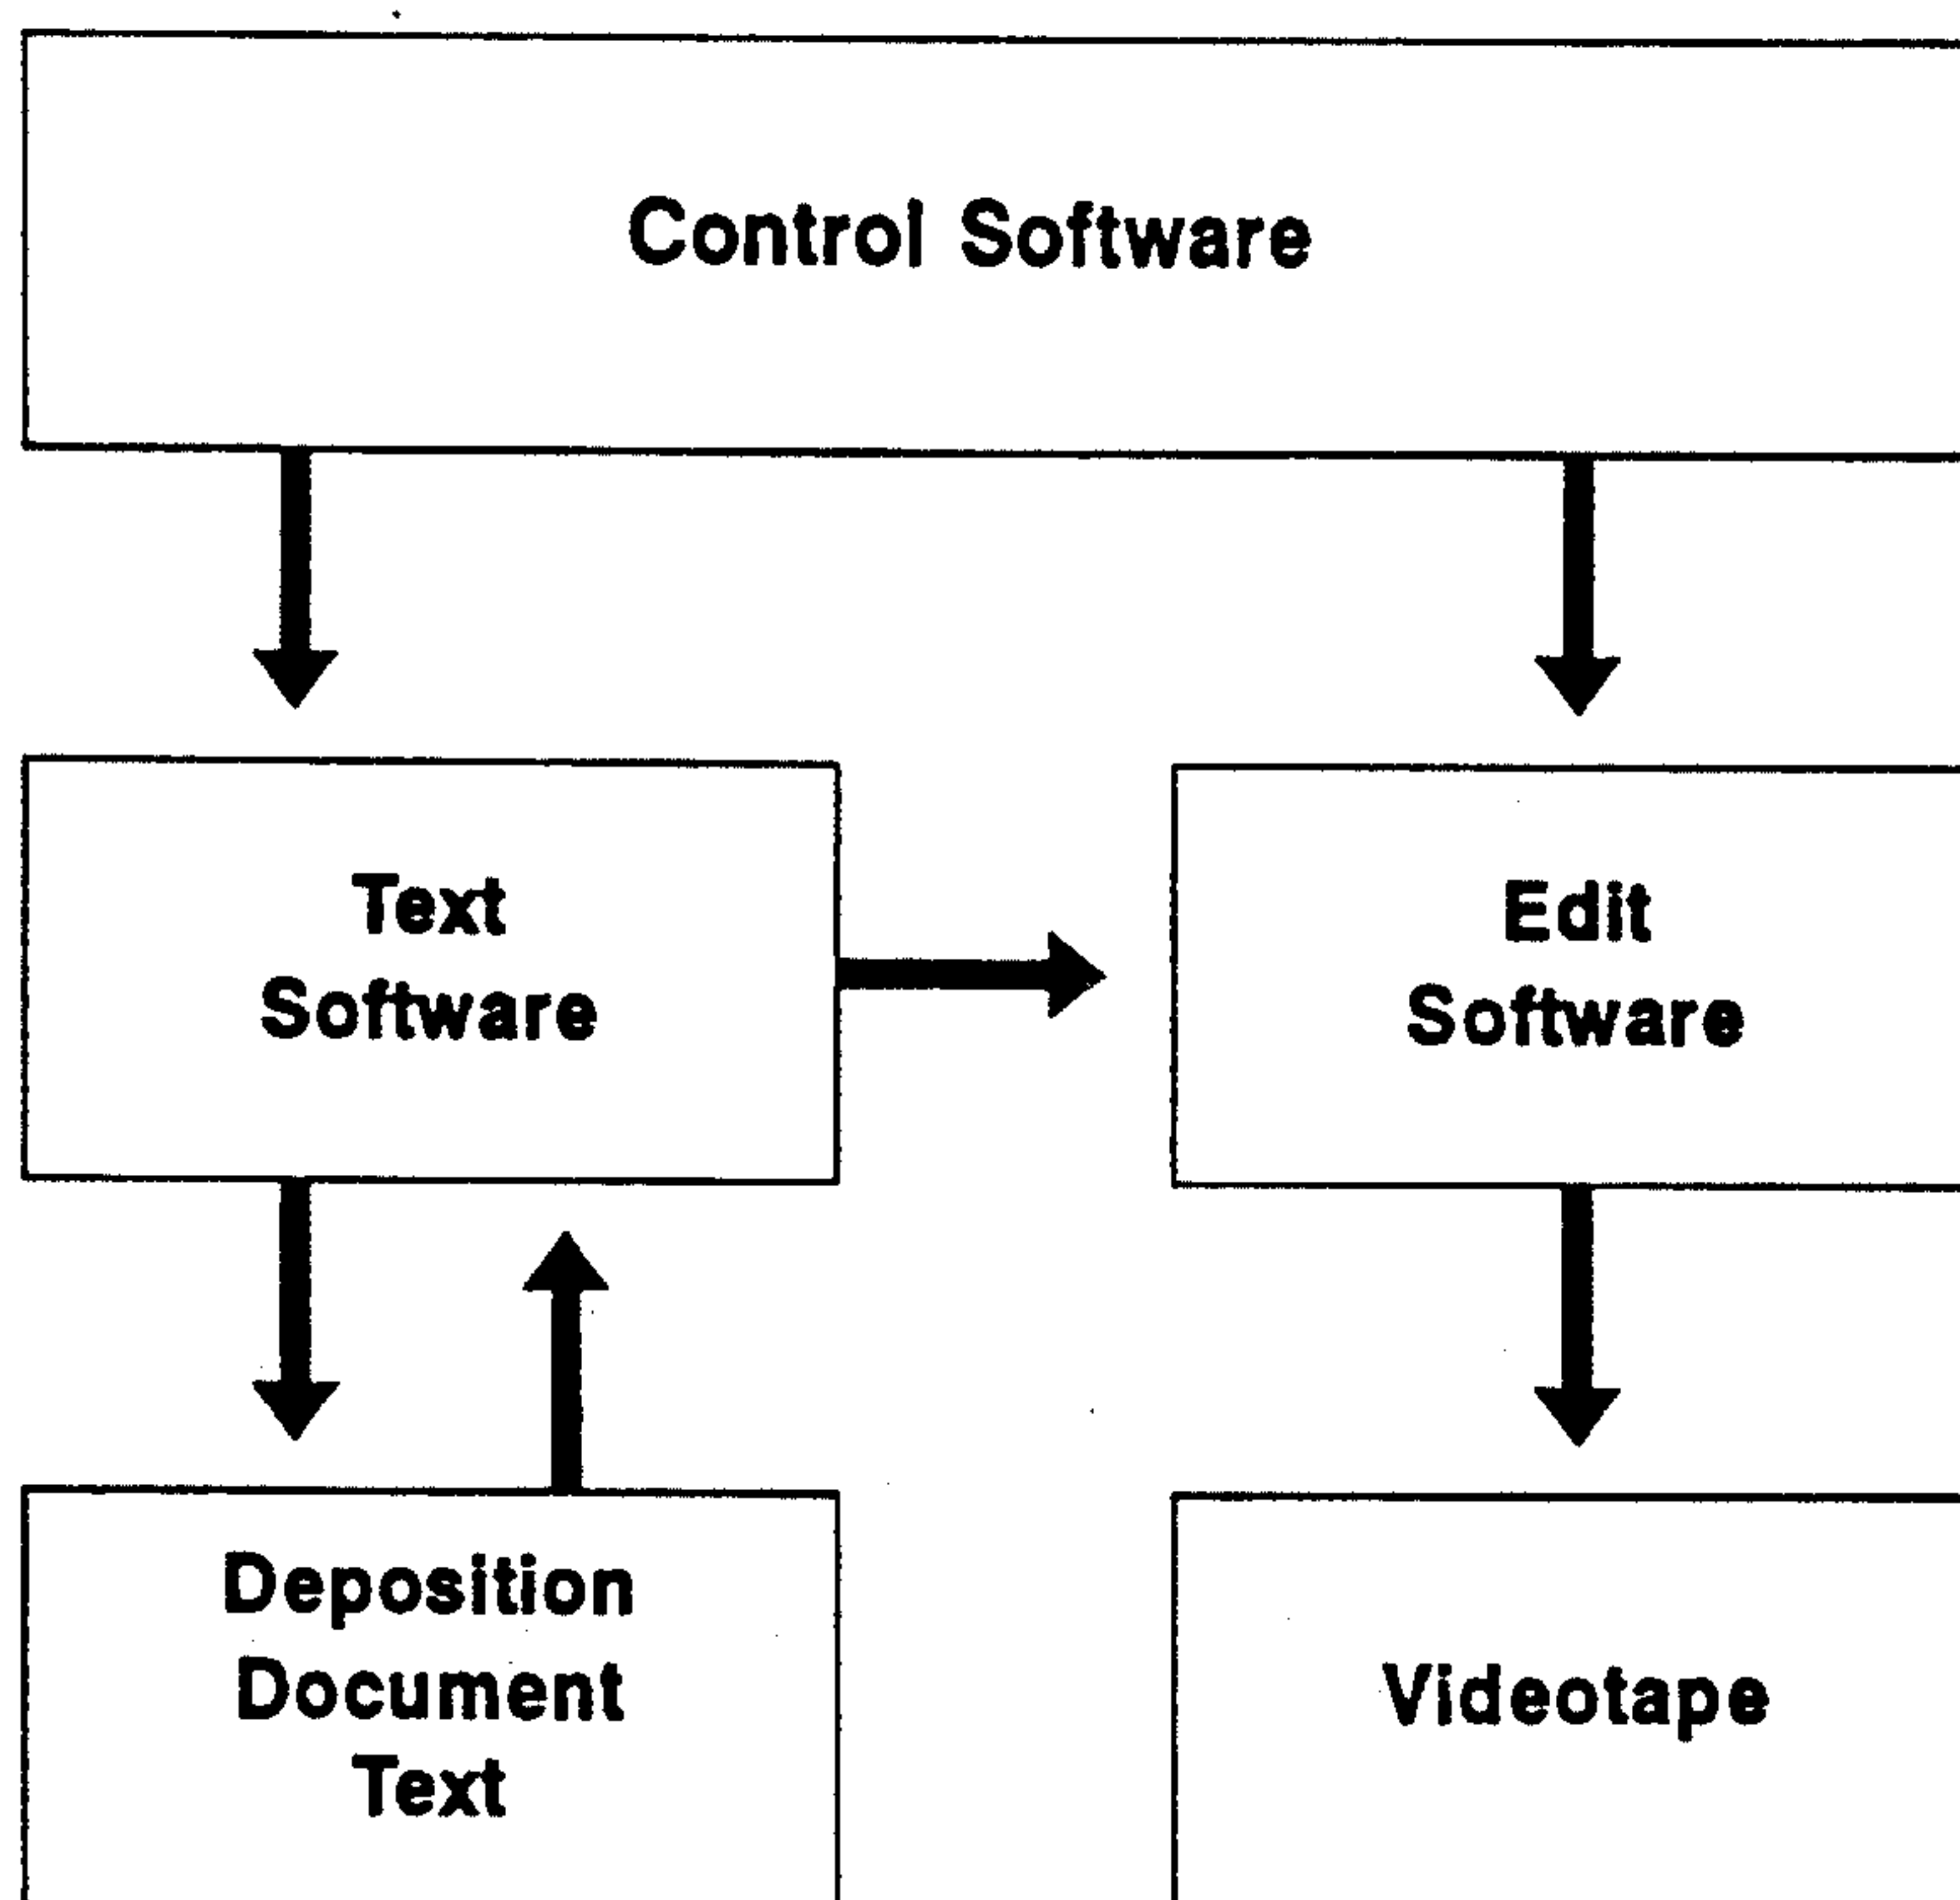 Control Software
Text
Software
Edit
Software
Deposition
Document
Text
Videotape